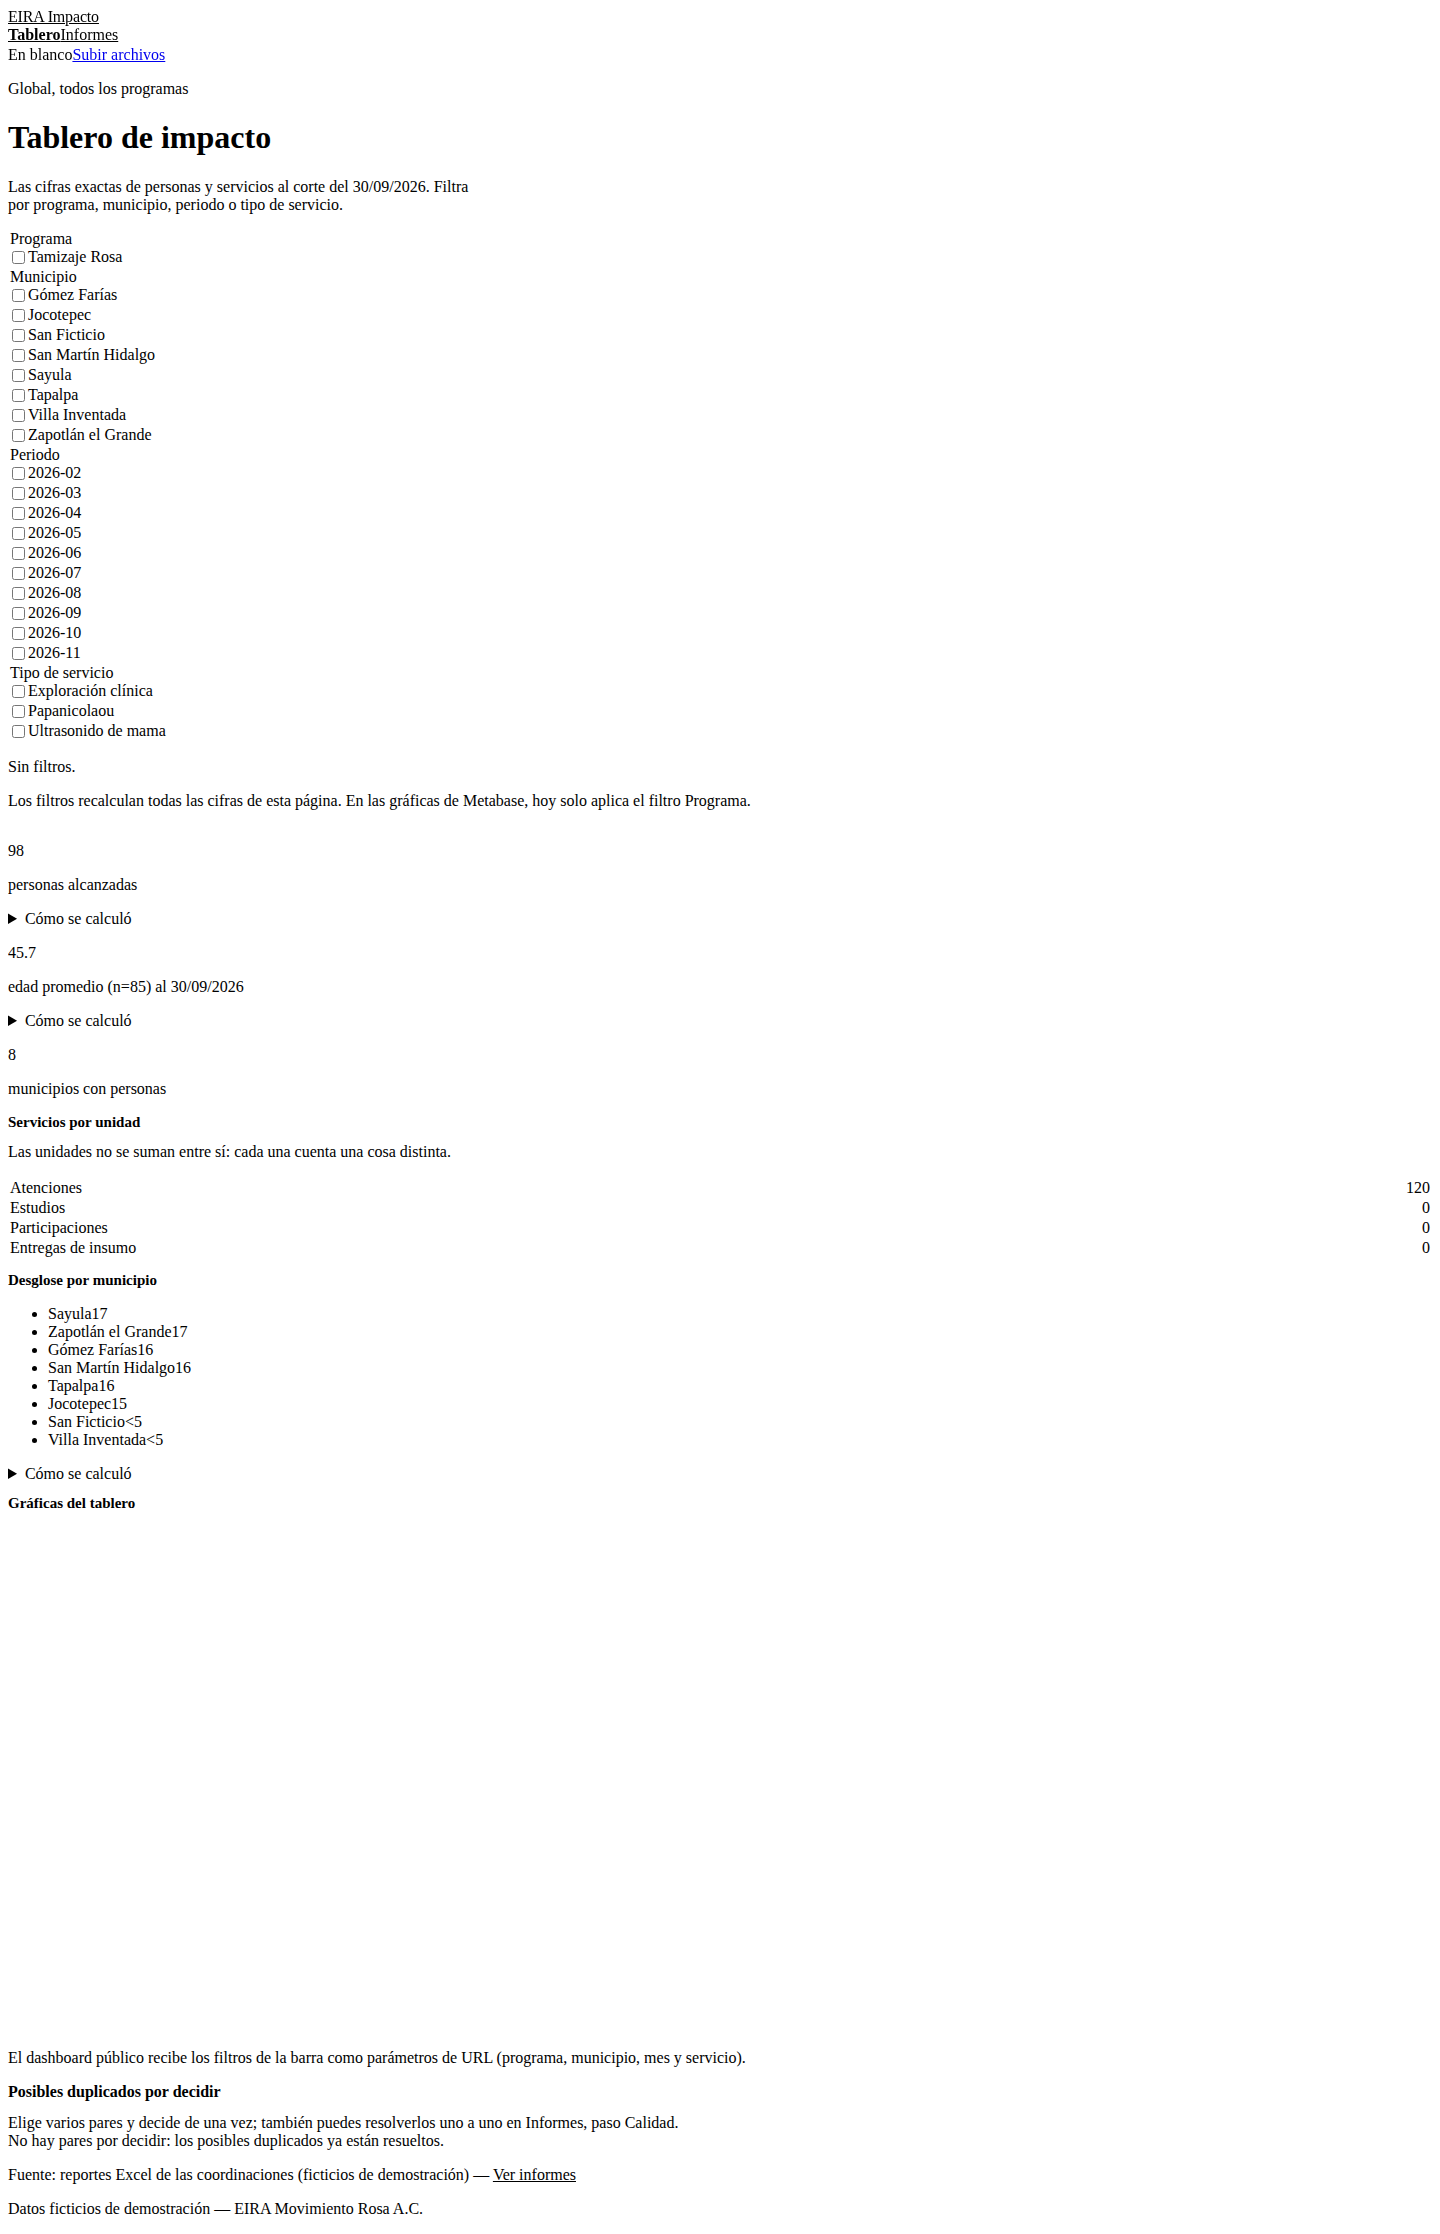 EIRA Impacto
TableroInformes
En blancoSubir archivos
Global, todos los programas
Tablero de impacto
Las cifras exactas de personas y servicios al corte del 30/09/2026. Filtra
por programa, municipio, periodo o tipo de servicio.
Programa
Tamizaje Rosa
Municipio
Gómez Farías
Jocotepec
San Ficticio
San Martín Hidalgo
Sayula
Tapalpa
Villa Inventada
Zapotlán el Grande
Periodo
2026-02
2026-03
2026-04
2026-05
2026-06
2026-07
2026-08
2026-09
2026-10
2026-11
Tipo de servicio
Exploración clínica
Papanicolaou
Ultrasonido de mama
Sin filtros.
Los filtros recalculan todas las cifras de esta página. En las gráficas de Metabase, hoy solo aplica el filtro Programa.
98
personas alcanzadas
Cómo se calculó
45.7
edad promedio (n=85) al 30/09/2026
Cómo se calculó
8
municipios con personas
Servicios por unidad
Las unidades no se suman entre sí: cada una cuenta una cosa distinta.
Atenciones 120
Estudios 0
Participaciones 0
Entregas de insumo 0
Desglose por municipio
Sayula17
Zapotlán el Grande17
Gómez Farías16
San Martín Hidalgo16
Tapalpa16
Jocotepec15
San Ficticio<5
Villa Inventada<5
Cómo se calculó
Gráficas del tablero
El dashboard público recibe los filtros de la barra como parámetros de URL (programa, municipio, mes y servicio).
Posibles duplicados por decidir
Elige varios pares y decide de una vez; también puedes resolverlos uno a uno en Informes, paso Calidad.
No hay pares por decidir: los posibles duplicados ya están resueltos.
Fuente: reportes Excel de las coordinaciones (ficticios de demostración) — Ver informes
Datos ficticios de demostración — EIRA Movimiento Rosa A.C.